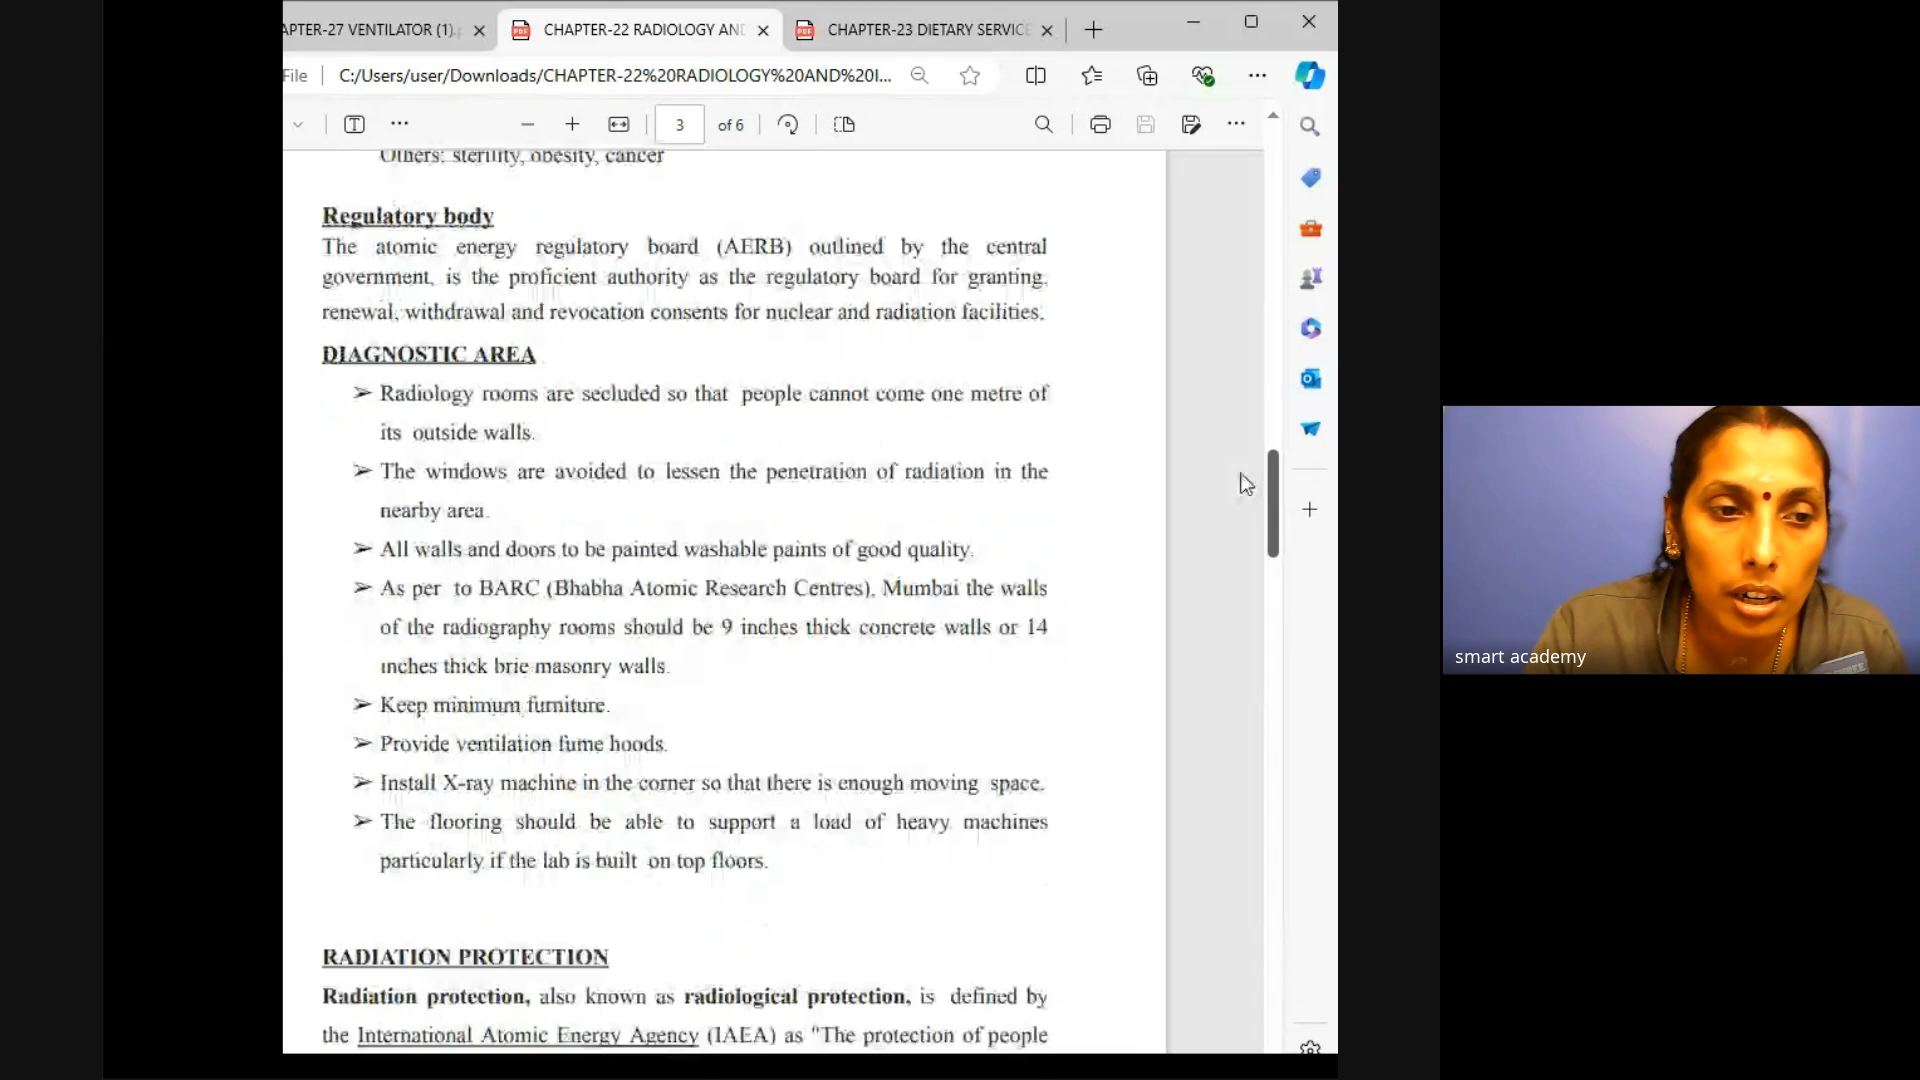 APTER-27 VENTILATOR (1).p
CHAPTER-22 RADIOLOGY AND
CHAPTER-23 DIETARY SERVICE
File
C:/Users/user/Downloads/CHAPTER-22%20RADIOLOGY%20AND%20I...
3 of 6
Others: sterility, obesity, cancer
Regulatory body
The atomic energy regulatory board (AERB) outlined by the central
government, is the proficient authority as the regulatory board for granting,
renewal, withdrawal and revocation consents for nuclear and radiation facilities.
DIAGNOSTIC AREA
➢ Radiology rooms are secluded so that people cannot come one metre of
its outside walls.
➢ The windows are avoided to lessen the penetration of radiation in the
nearby area.
➢ All walls and doors to be painted washable paints of good quality.
➢ As per to BARC (Bhabha Atomic Research Centres), Mumbai the walls
of the radiography rooms should be 9 inches thick concrete walls or 14
inches thick brie masonry walls.
➢ Keep minimum furniture.
➢ Provide ventilation fume hoods.
➢ Install X-ray machine in the corner so that there is enough moving space.
➢ The flooring should be able to support a load of heavy machines
particularly if the lab is built on top floors.
RADIATION PROTECTION
Radiation protection, also known as radiological protection, is defined by
the International Atomic Energy Agency (IAEA) as "The protection of people
smart academy